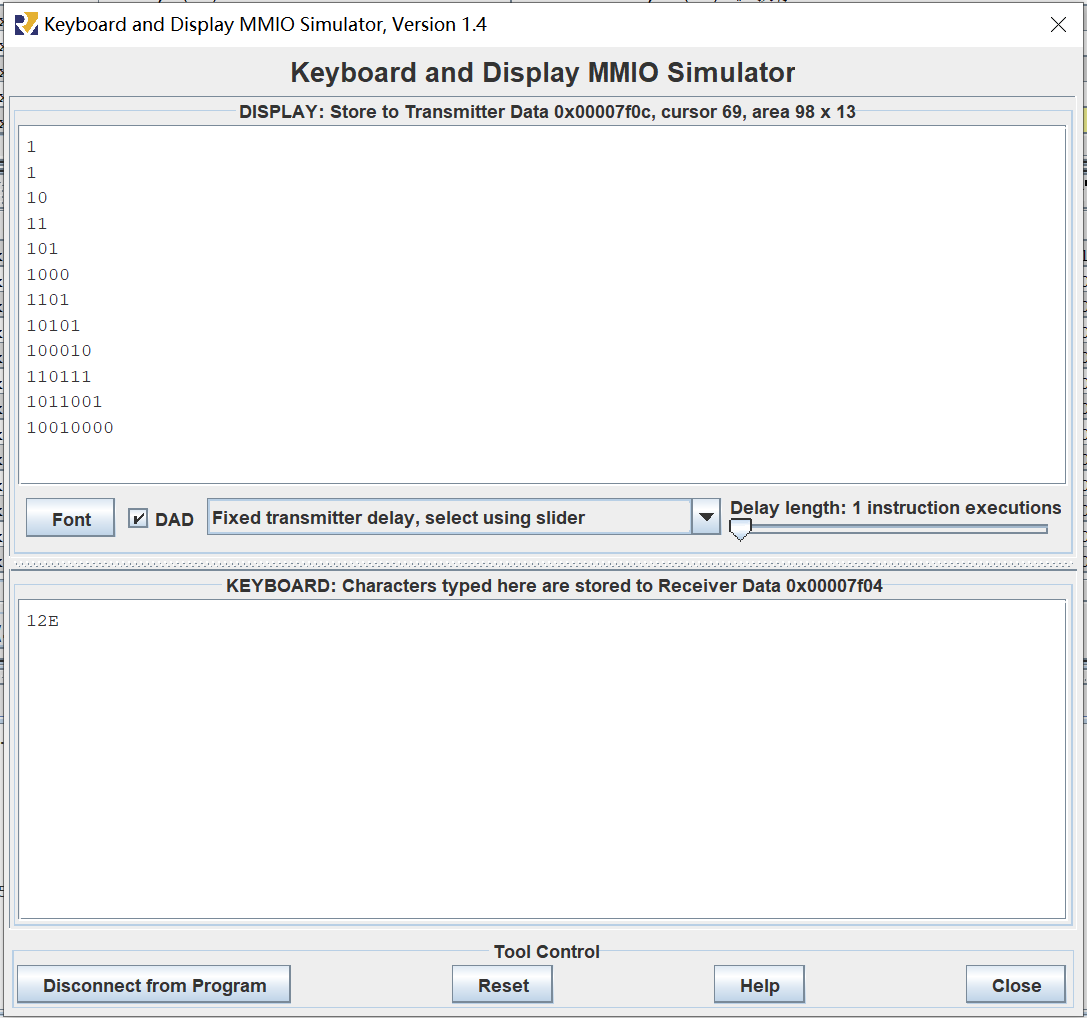 Keyboard and Display MMIO Simulator, Version 1.4
Keyboard and Display MMIO Simulator
DISPLAY: Store to Transmitter Data 0x00007f0c, cursor 69, area 98 x 13
1
1
10
11
101
1000
1101
10101
100010
110111
1011001
10010000
Font
DAD
Fixed transmitter delay, select using slider
Delay length: 1 instruction executions
KEYBOARD: Characters typed here are stored to Receiver Data 0x00007f04
12E
Tool Control
Disconnect from Program
Reset
Help
Close